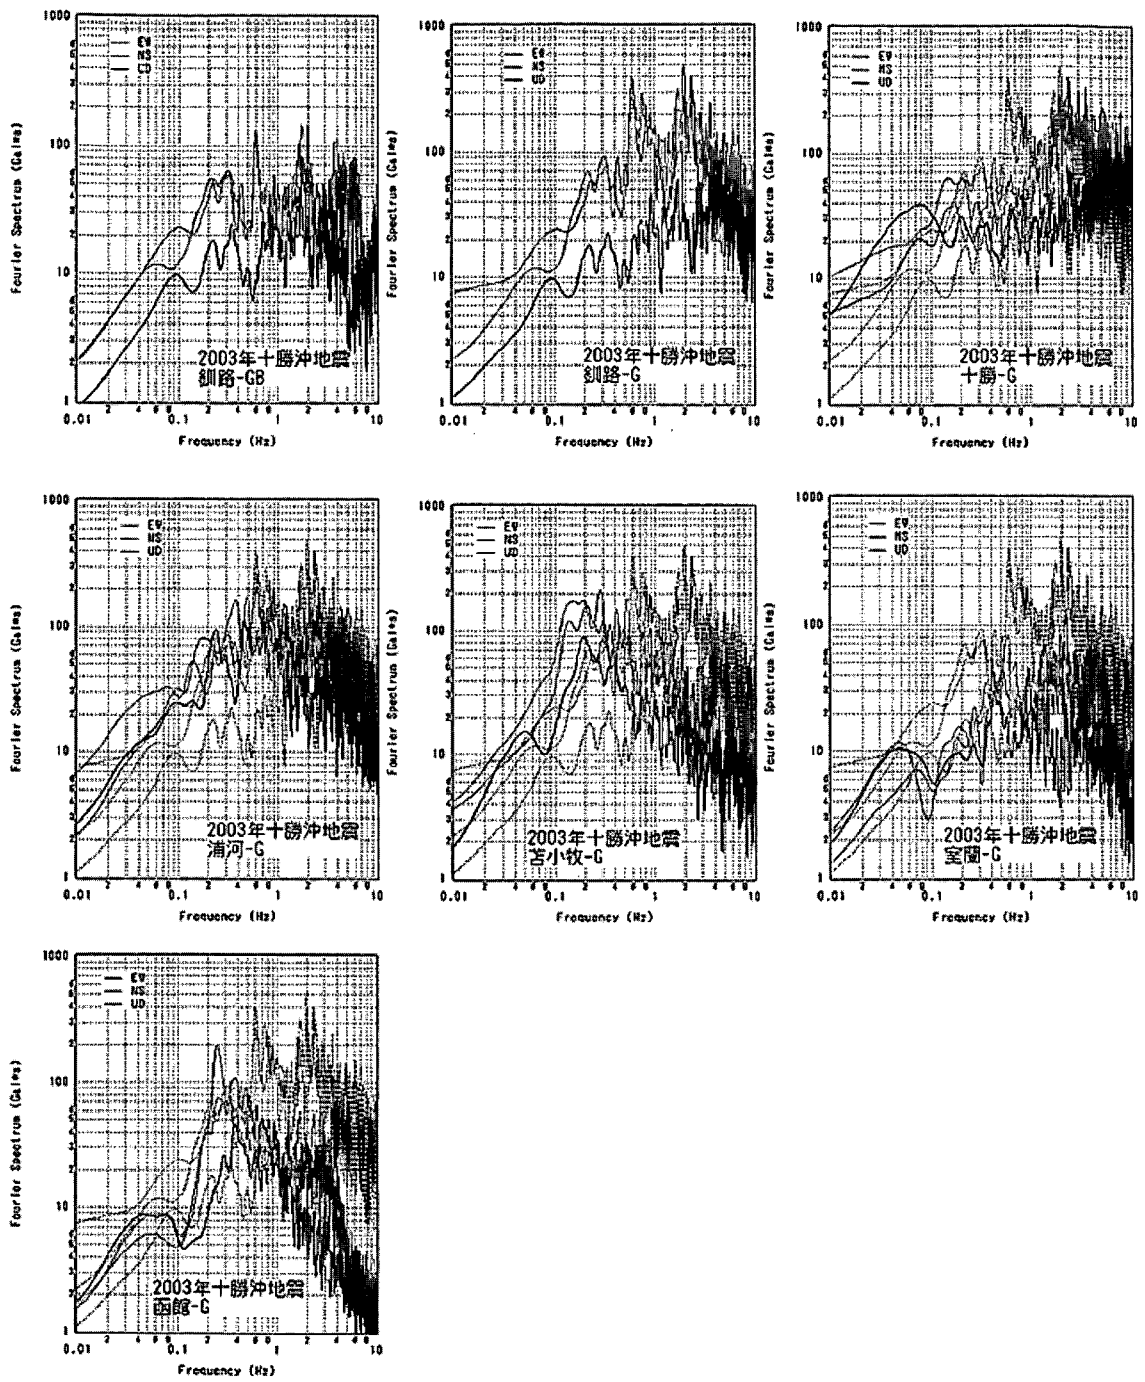 1000
EW
NS
UD
100
10
1
Fourier Spectrum (Gal*s)
2003年十勝沖地震
釧路-GB
0.01
0.1
1
10
Frequency (Hz)
1000
EW
NS
UD
100
10
1
Fourier Spectrum (Gal*s)
2003年十勝沖地震
釧路-G
0.01
0.1
1
10
Frequency (Hz)
1000
EW
NS
UD
100
10
1
Fourier Spectrum (Gal*s)
2003年十勝沖地震
十勝-G
0.01
0.1
1
10
Frequency (Hz)
1000
EW
NS
UD
100
10
1
Fourier Spectrum (Gal*s)
2003年十勝沖地震
浦河-G
0.01
0.1
1
10
Frequency (Hz)
1000
EW
NS
UD
100
10
1
Fourier Spectrum (Gal*s)
2003年十勝沖地震
苫小牧-G
0.01
0.1
1
10
Frequency (Hz)
1000
EW
NS
UD
100
10
1
Fourier Spectrum (Gal*s)
2003年十勝沖地震
室蘭-G
0.01
0.1
1
10
Frequency (Hz)
1000
EW
NS
UD
100
10
1
Fourier Spectrum (Gal*s)
2003年十勝沖地震
函館-G
0.01
0.1
1
10
Frequency (Hz)